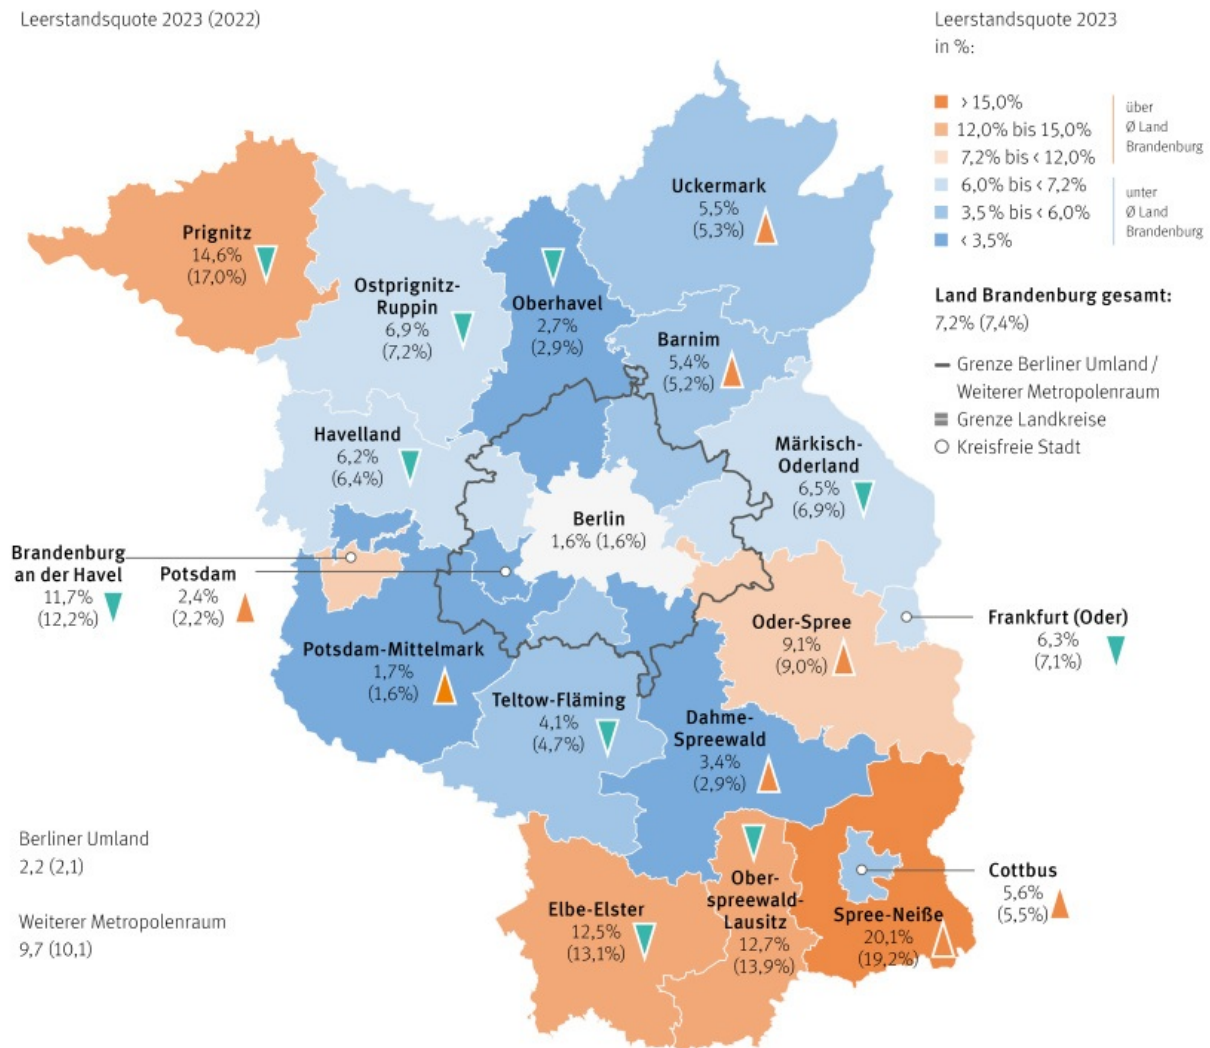 Leerstandsquote 2023 (2022)
Leerstandsquote 2023
in %:
> 15,0%
12,0% bis 15,0%
7,2% bis < 12,0%
über
Ø Land
Brandenburg
6,0% bis < 7,2%
3,5% bis < 6,0%
< 3,5%
unter
Ø Land
Brandenburg
Land Brandenburg gesamt:
7,2% (7,4%)
Grenze Berliner Umland /
Weiterer Metropolenraum
Grenze Landkreise
Kreisfreie Stadt
Uckermark
5,5%
(5,3%)
Prignitz
14,6%
(17,0%)
Ostprignitz-
Ruppin
6,9%
(7,2%)
Oberhavel
2,7%
(2,9%)
Barnim
5,4%
(5,2%)
Havelland
6,2%
(6,4%)
Märkisch-
Oderland
6,5%
(6,9%)
Berlin
1,6% (1,6%)
Brandenburg
an der Havel
11,7%
(12,2%)
Potsdam
2,4%
(2,2%)
Oder-Spree
9,1%
(9,0%)
Frankfurt (Oder)
6,3%
(7,1%)
Potsdam-Mittelmark
1,7%
(1,6%)
Teltow-Fläming
4,1%
(4,7%)
Dahme-
Spreewald
3,4%
(2,9%)
Berliner Umland
2,2 (2,1)
Weiterer Metropolenraum
9,7 (10,1)
Elbe-Elster
12,5%
(13,1%)
Ober-
spreewald-
Lausitz
12,7%
(13,9%)
Spree-Neiße
20,1%
(19,2%)
Cottbus
5,6%
(5,5%)